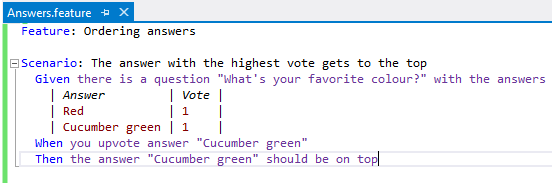 Answers.feature
Feature: Ordering answers
Scenario: The answer with the highest vote gets to the top
Given there is a question "What's your favorite colour?" with the answers
| Answer | Vote |
| Red | 1 |
| Cucumber green | 1 |
When you upvote answer "Cucumber green"
Then the answer "Cucumber green" should be on top